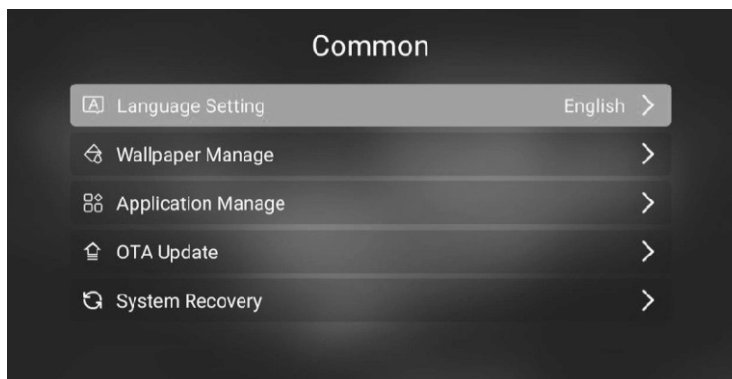 Common
Language Setting English
Wallpaper Manage
Application Manage
OTA Update
System Recovery